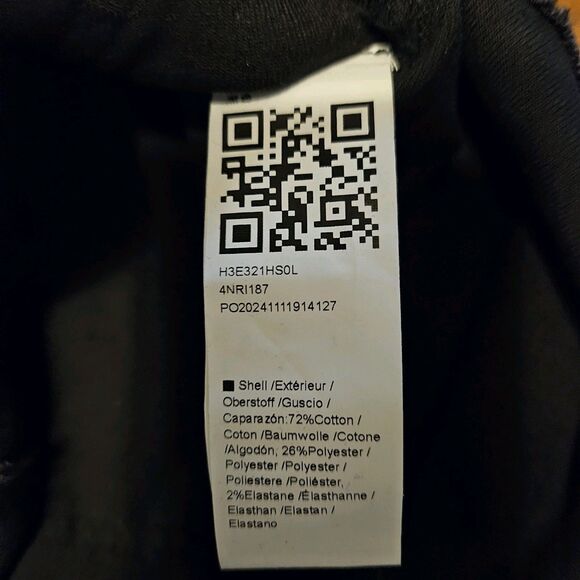 H3E321HS0L
4NRI187
PO20241111914127
Shell /Extérieur /
Oberstoff /Guscio /
Caparazón:72%Cotton /
Coton /Baumwolle /Cotone
/Algodón, 26%Polyester /
Polyester /Polyester /
Poliestere /Poliéster,
2%Elastane /Élasthanne /
Elasthan /Elastan /
Elastano